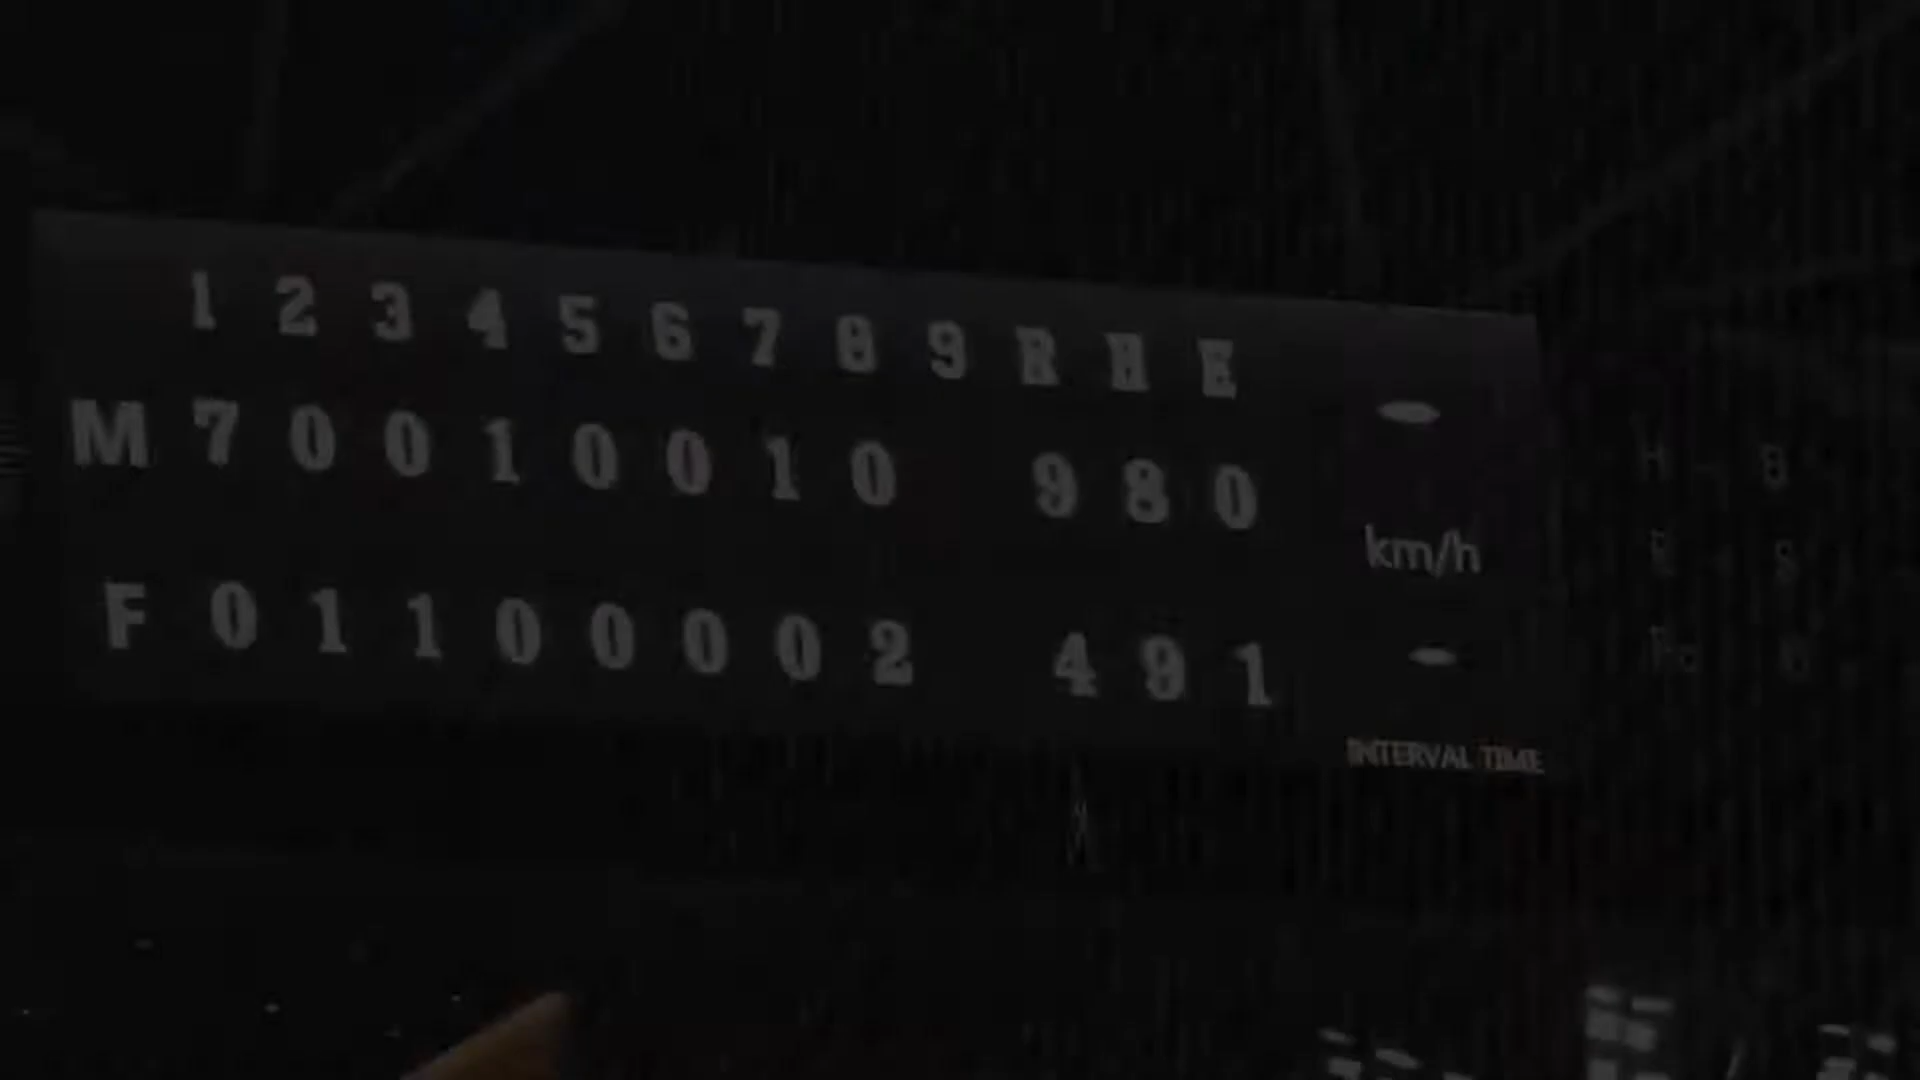 1 2 3 4 5 6 7 8 9 R H E
M 7 0 0 1 0 0 1 0 9 8 0
F 0 1 1 0 0 0 0 2 4 9 1
km/h
INTERVAL TIME
H B